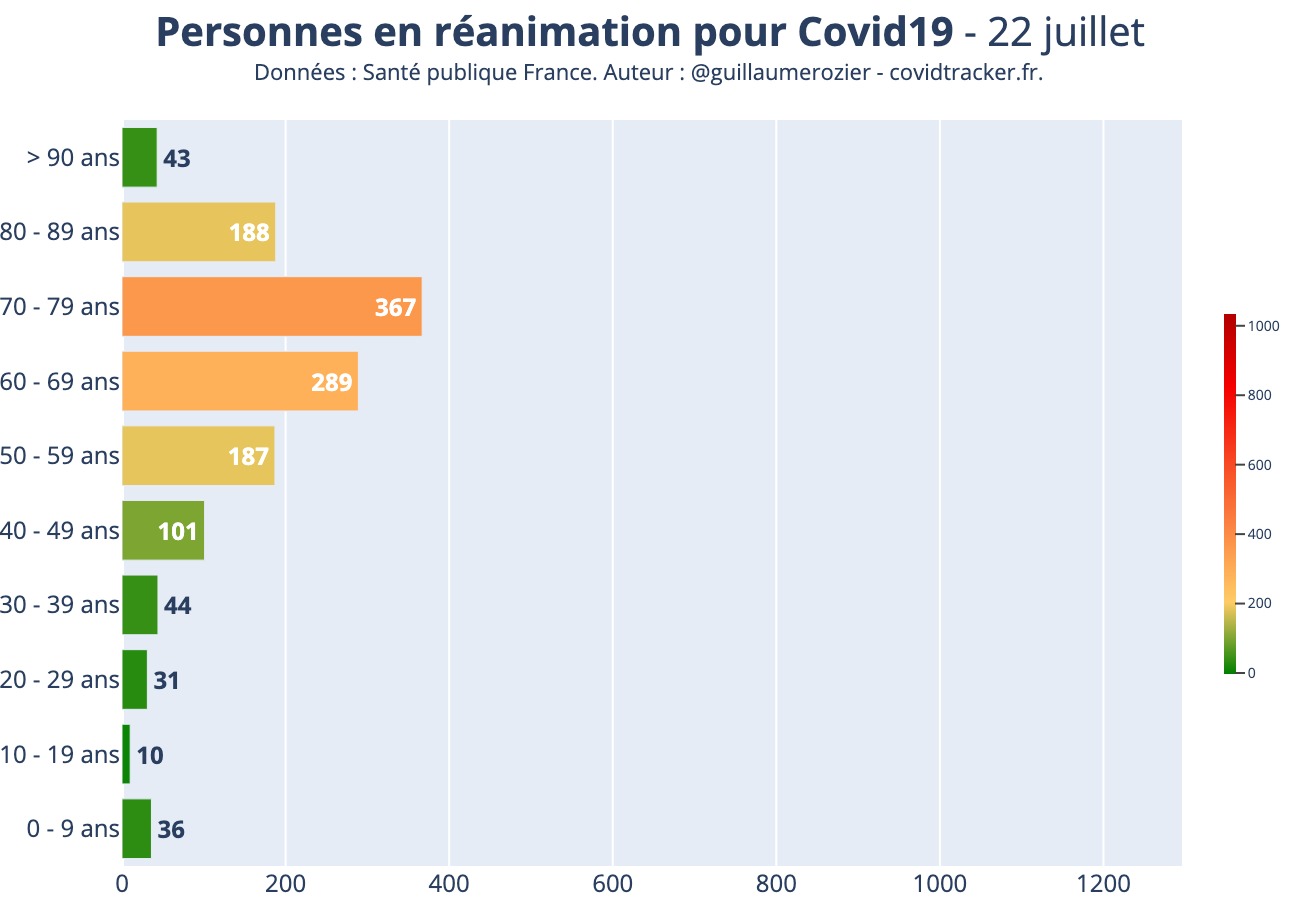 Personnes en réanimation pour Covid19 - 22 juillet
Données : Santé publique France. Auteur : @guillaumerozier - covidtracker.fr.
> 90 ans 43
80 - 89 ans 188
70 - 79 ans 367
60 - 69 ans 289
50 - 59 ans 187
40 - 49 ans 101
30 - 39 ans 44
20 - 29 ans 31
10 - 19 ans 10
0 - 9 ans 36
0 200 400 600 800 1000 1200
1000
800
600
400
200
0